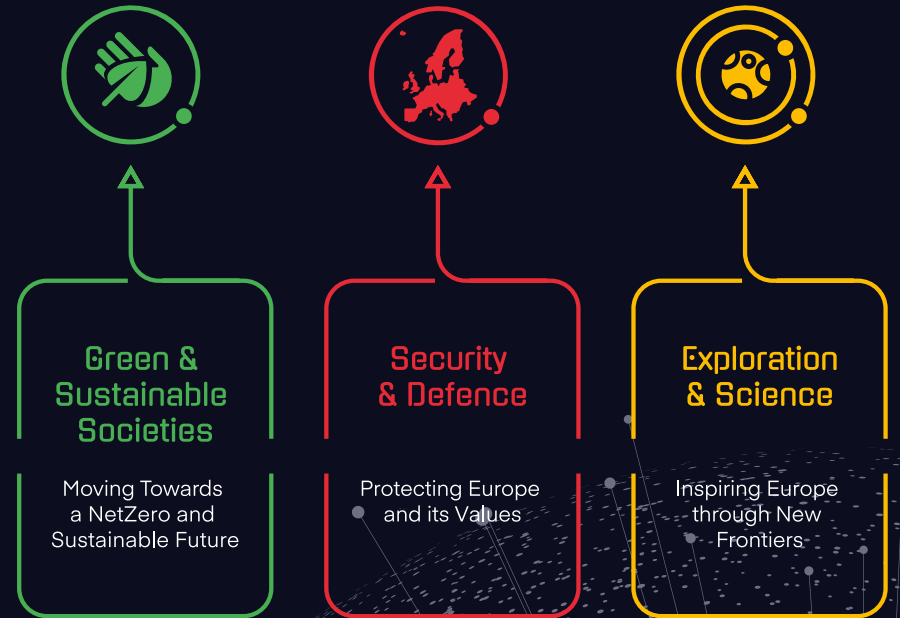 Green &
Sustainable
Societies
Moving Towards
a NetZero and
Sustainable Future
Security
& Defence
Protecting Europe
and its Values
Exploration
& Science
Inspiring Europe
through New
Frontiers